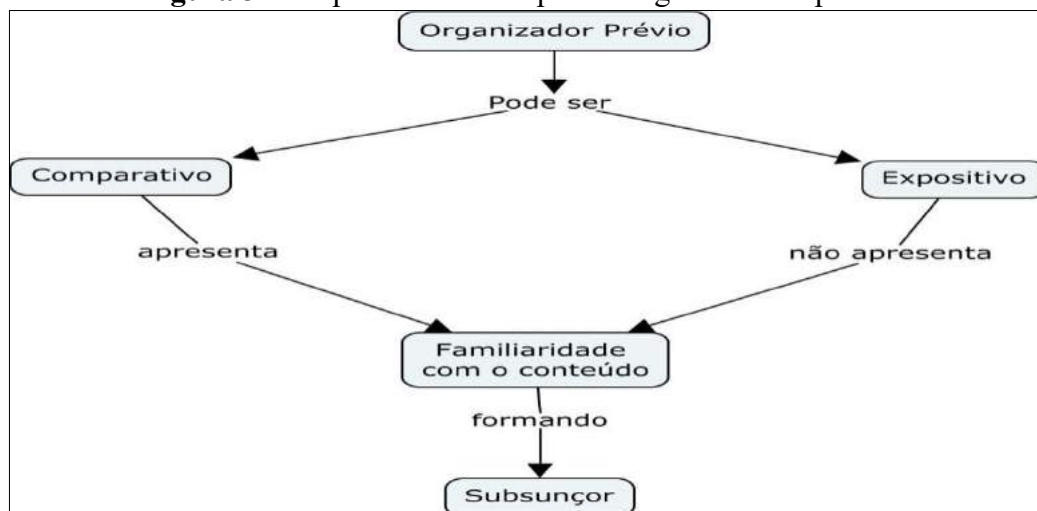 Organizador Prévio
Pode ser
Comparativo
Expositivo
apresenta
não apresenta
Familiaridade
com o conteúdo
formando
Subsunçor